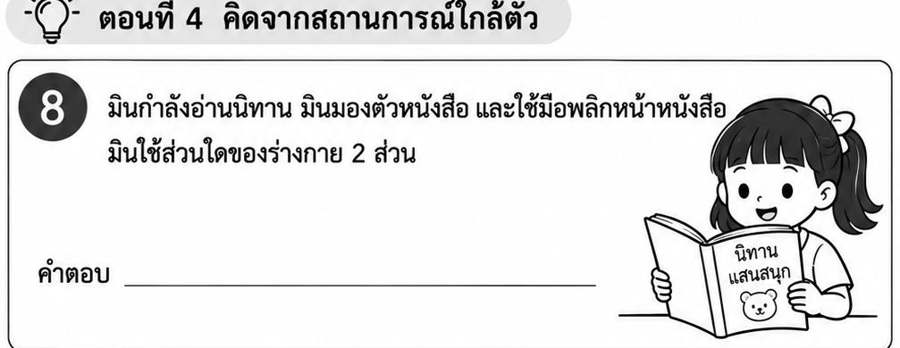 ตอนที่ 4 คิดจากสถานการณ์ใกล้ตัว
8
มินกำลังอ่านนิทาน มินมองตัวหนังสือ และใช้มือพลิกหน้าหนังสือ
มินใช้ส่วนใดของร่างกาย 2 ส่วน
คำตอบ
นิทาน
แสนสนุก